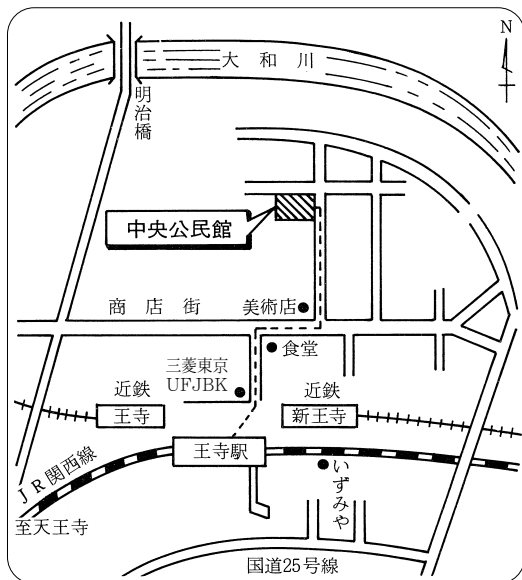 N
大和川
明治橋
中央公民館
商店街
美術店
食堂
三菱東京
UFJBK
近鉄
王寺
近鉄
新王寺
王寺駅
JR関西線
いずみや
至天王寺
国道25号線